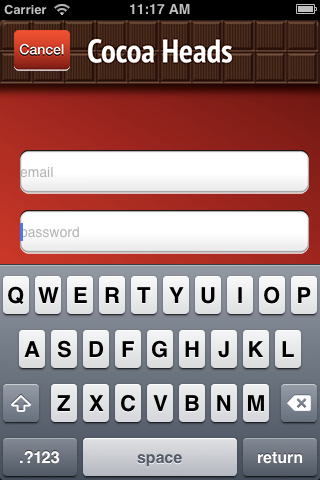 Carrier 11:17 AM
Cancel Cocoa Heads
email
password
Q W E R T Y U I O P
A S D F G H J K L
Z X C V B N M
.?123 space return